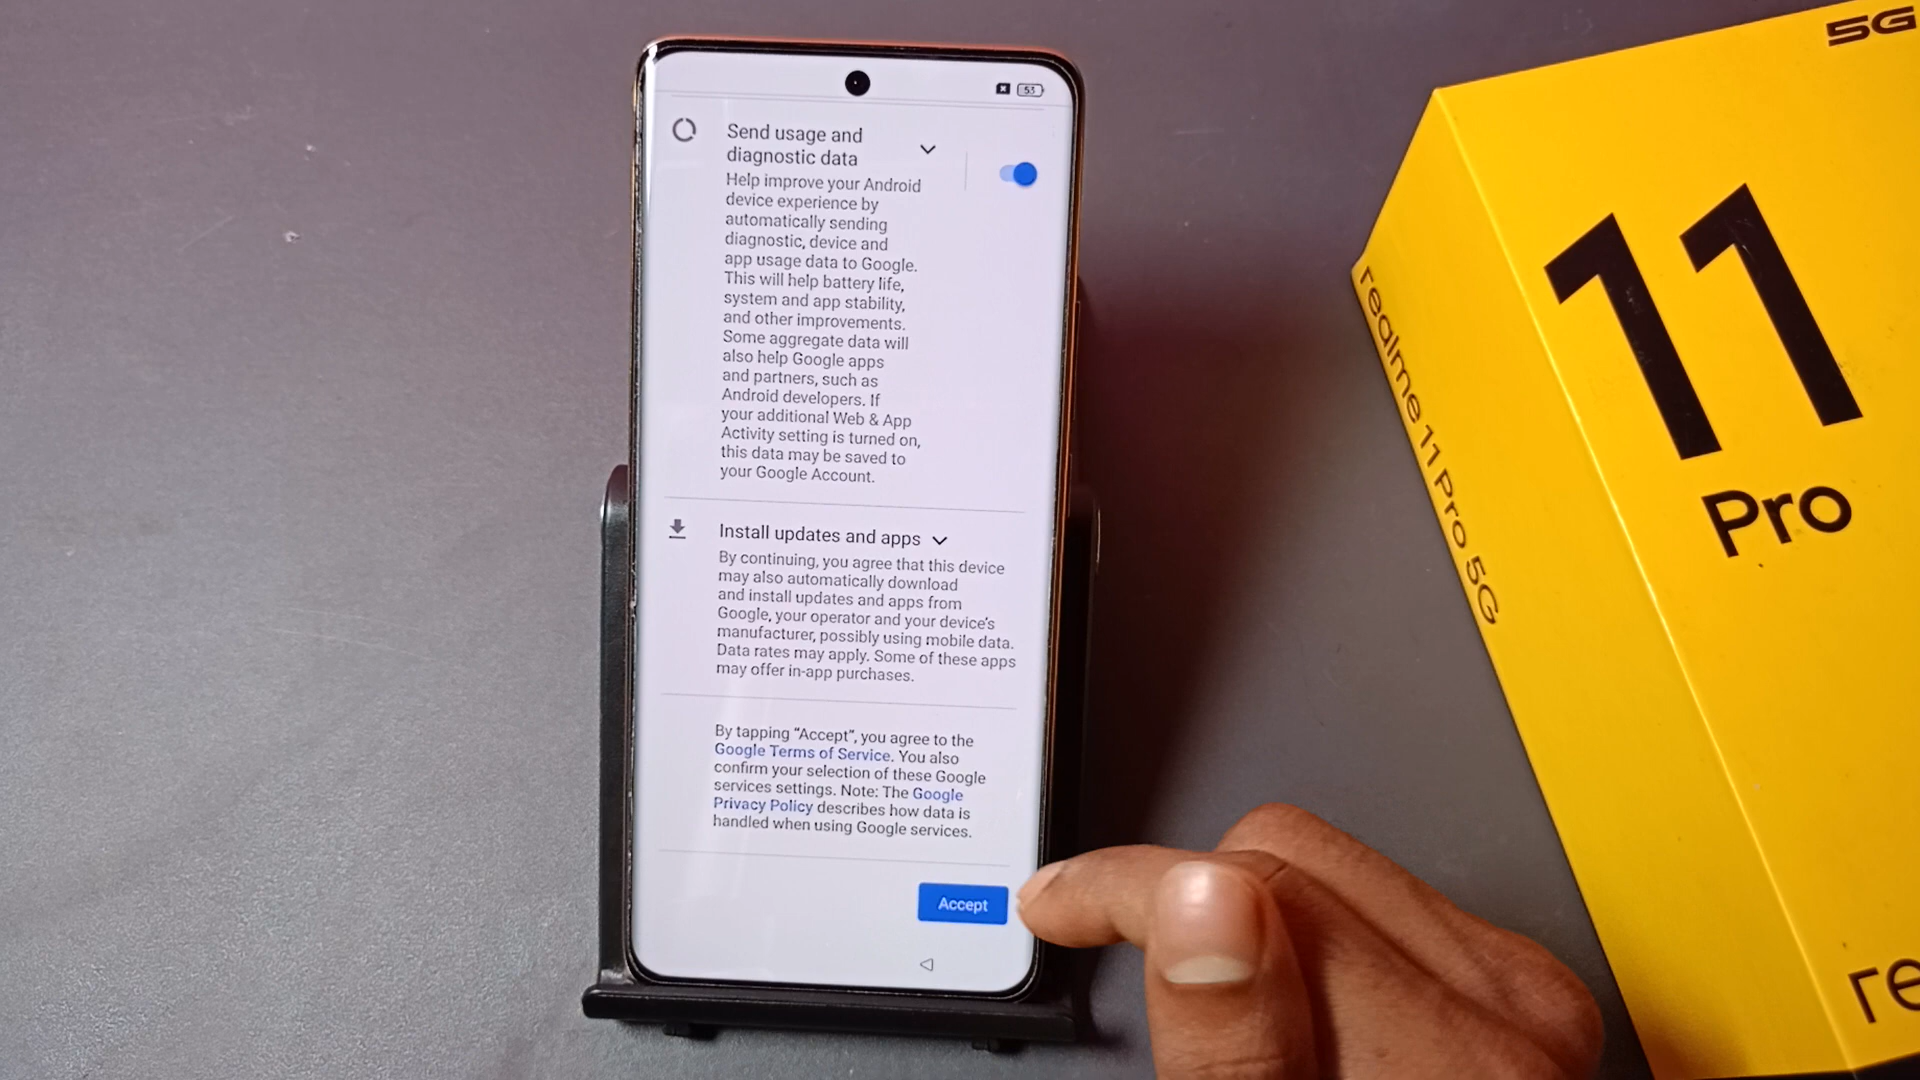 53
Send usage and
diagnostic data
Help improve your Android
device experience by
automatically sending
diagnostic, device and
app usage data to Google.
This will help battery life,
system and app stability,
and other improvements.
Some aggregate data will
also help Google apps
and partners, such as
Android developers. If
your additional Web & App
Activity setting is turned on,
this data may be saved to
your Google Account.
Install updates and apps
By continuing, you agree that this device
may also automatically download
and install updates and apps from
Google, your operator and your device's
manufacturer, possibly using mobile data.
Data rates may apply. Some of these apps
may offer in-app purchases.
By tapping “Accept”, you agree to the
Google Terms of Service. You also
confirm your selection of these Google
services settings. Note: The Google
Privacy Policy describes how data is
handled when using Google services.
Accept
5G
11
Pro
realme 11 Pro 5G
re